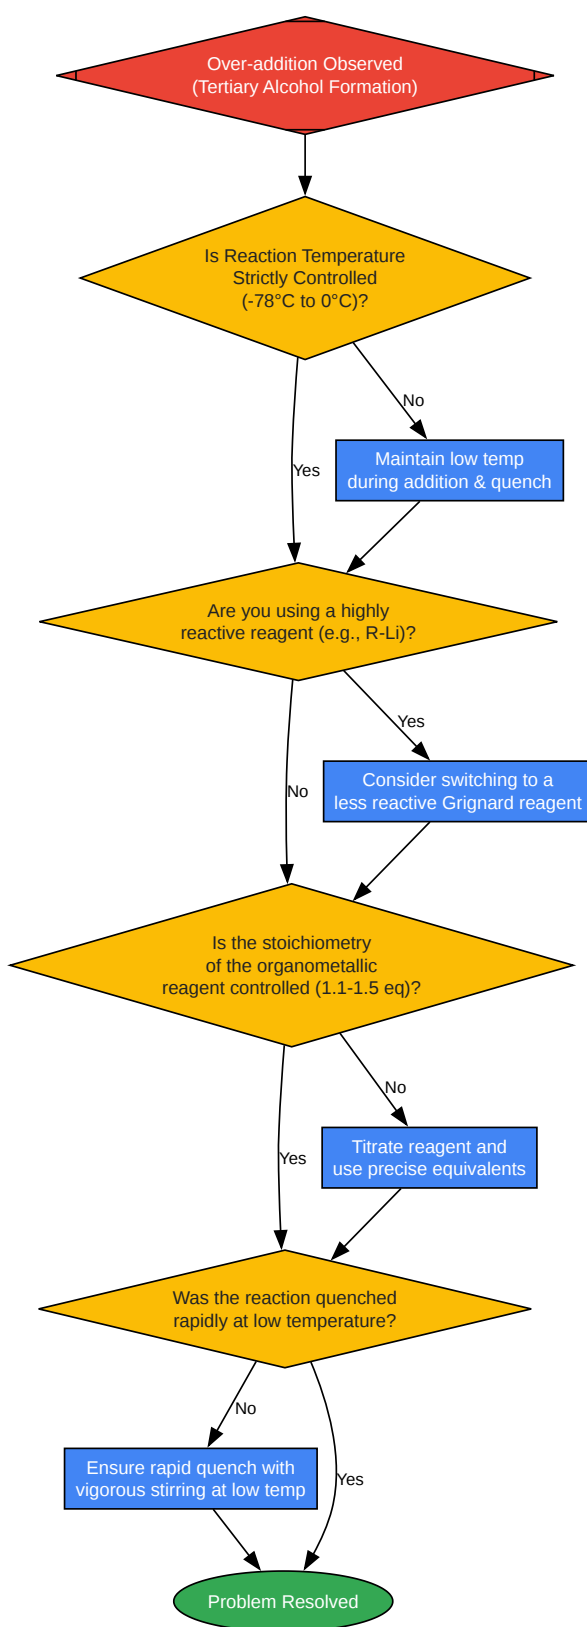 Over-addition Observed
(Tertiary Alcohol Formation)
Is Reaction Temperature
Strictly Controlled
(-78°C to 0°C)?
No
Maintain low temp
during addition & quench
Yes
Are you using a highly
reactive reagent (e.g., R-Li)?
Yes
Consider switching to a
less reactive Grignard reagent
No
Is the stoichiometry
of the organometallic
reagent controlled (1.1-1.5 eq)?
No
Titrate reagent and
use precise equivalents
Yes
Was the reaction quenched
rapidly at low temperature?
No
Ensure rapid quench with
vigorous stirring at low temp
Yes
Problem Resolved